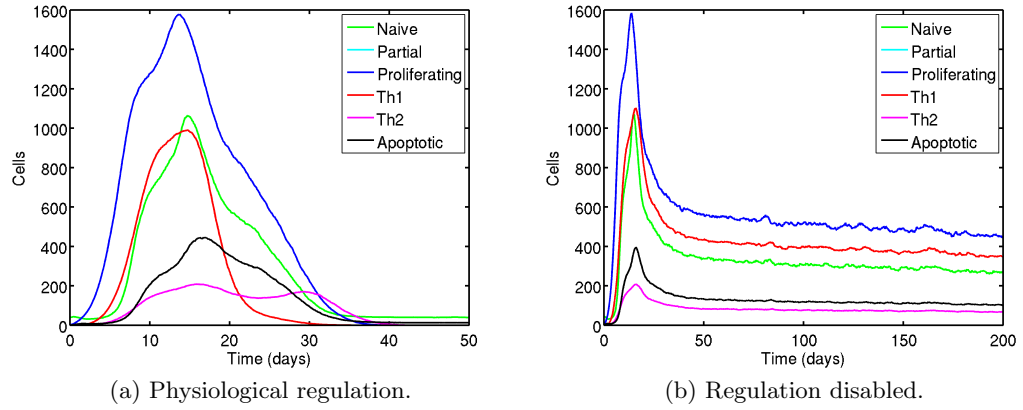 1600
1400
1200
1000
800
600
400
200
0
Cells
0 10 20 30 40 50
Time (days)
Naive
Partial
Proliferating
Th1
Th2
Apoptotic
(a) Physiological regulation.
1600
1400
1200
1000
800
600
400
200
0
Cells
0 50 100 150 200
Time (days)
Naive
Partial
Proliferating
Th1
Th2
Apoptotic
(b) Regulation disabled.